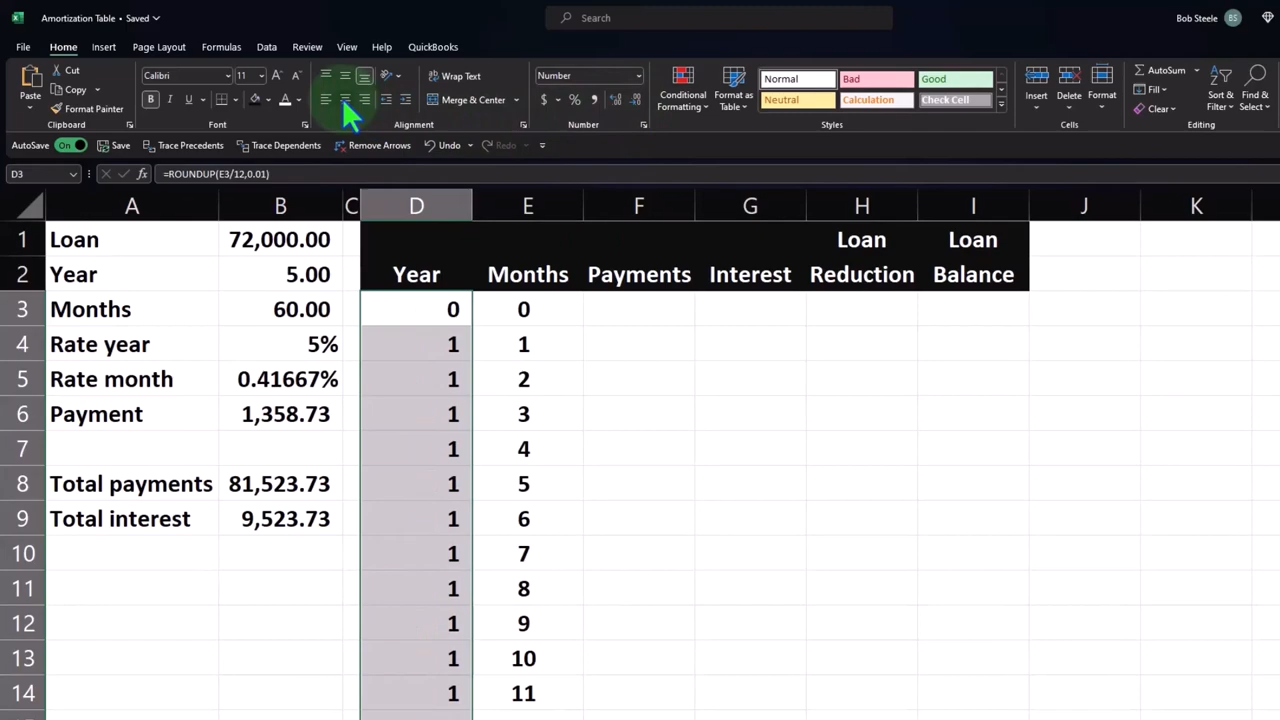 Amortization Table • Saved
Search
Bob Steele
BS
File Home Insert Page Layout Formulas Data Review View Help QuickBooks
Paste
Cut
Copy
Format Painter
Clipboard
Calibri 11
B I U
Font
Wrap Text
Merge & Center
Alignment
Number
$ % ,
Number
Conditional Formatting
Format as Table
Normal Bad Good
Neutral Calculation Check Cell
Styles
Insert Delete Format
Cells
AutoSum
Fill
Clear
Sort & Filter
Find & Select
Editing
AutoSave On Save Trace Precedents Trace Dependents Remove Arrows Undo Redo
D3 fx =ROUNDUP(E3/12,0.01)
A B C D E F G H I J K
1 Loan 72,000.00 Loan Loan
2 Year 5.00 Year Months Payments Interest Reduction Balance
3 Months 60.00 0 0
4 Rate year 5% 1 1
5 Rate month 0.41667% 1 2
6 Payment 1,358.73 1 3
7 1 4
8 Total payments 81,523.73 1 5
9 Total interest 9,523.73 1 6
10 1 7
11 1 8
12 1 9
13 1 10
14 1 11